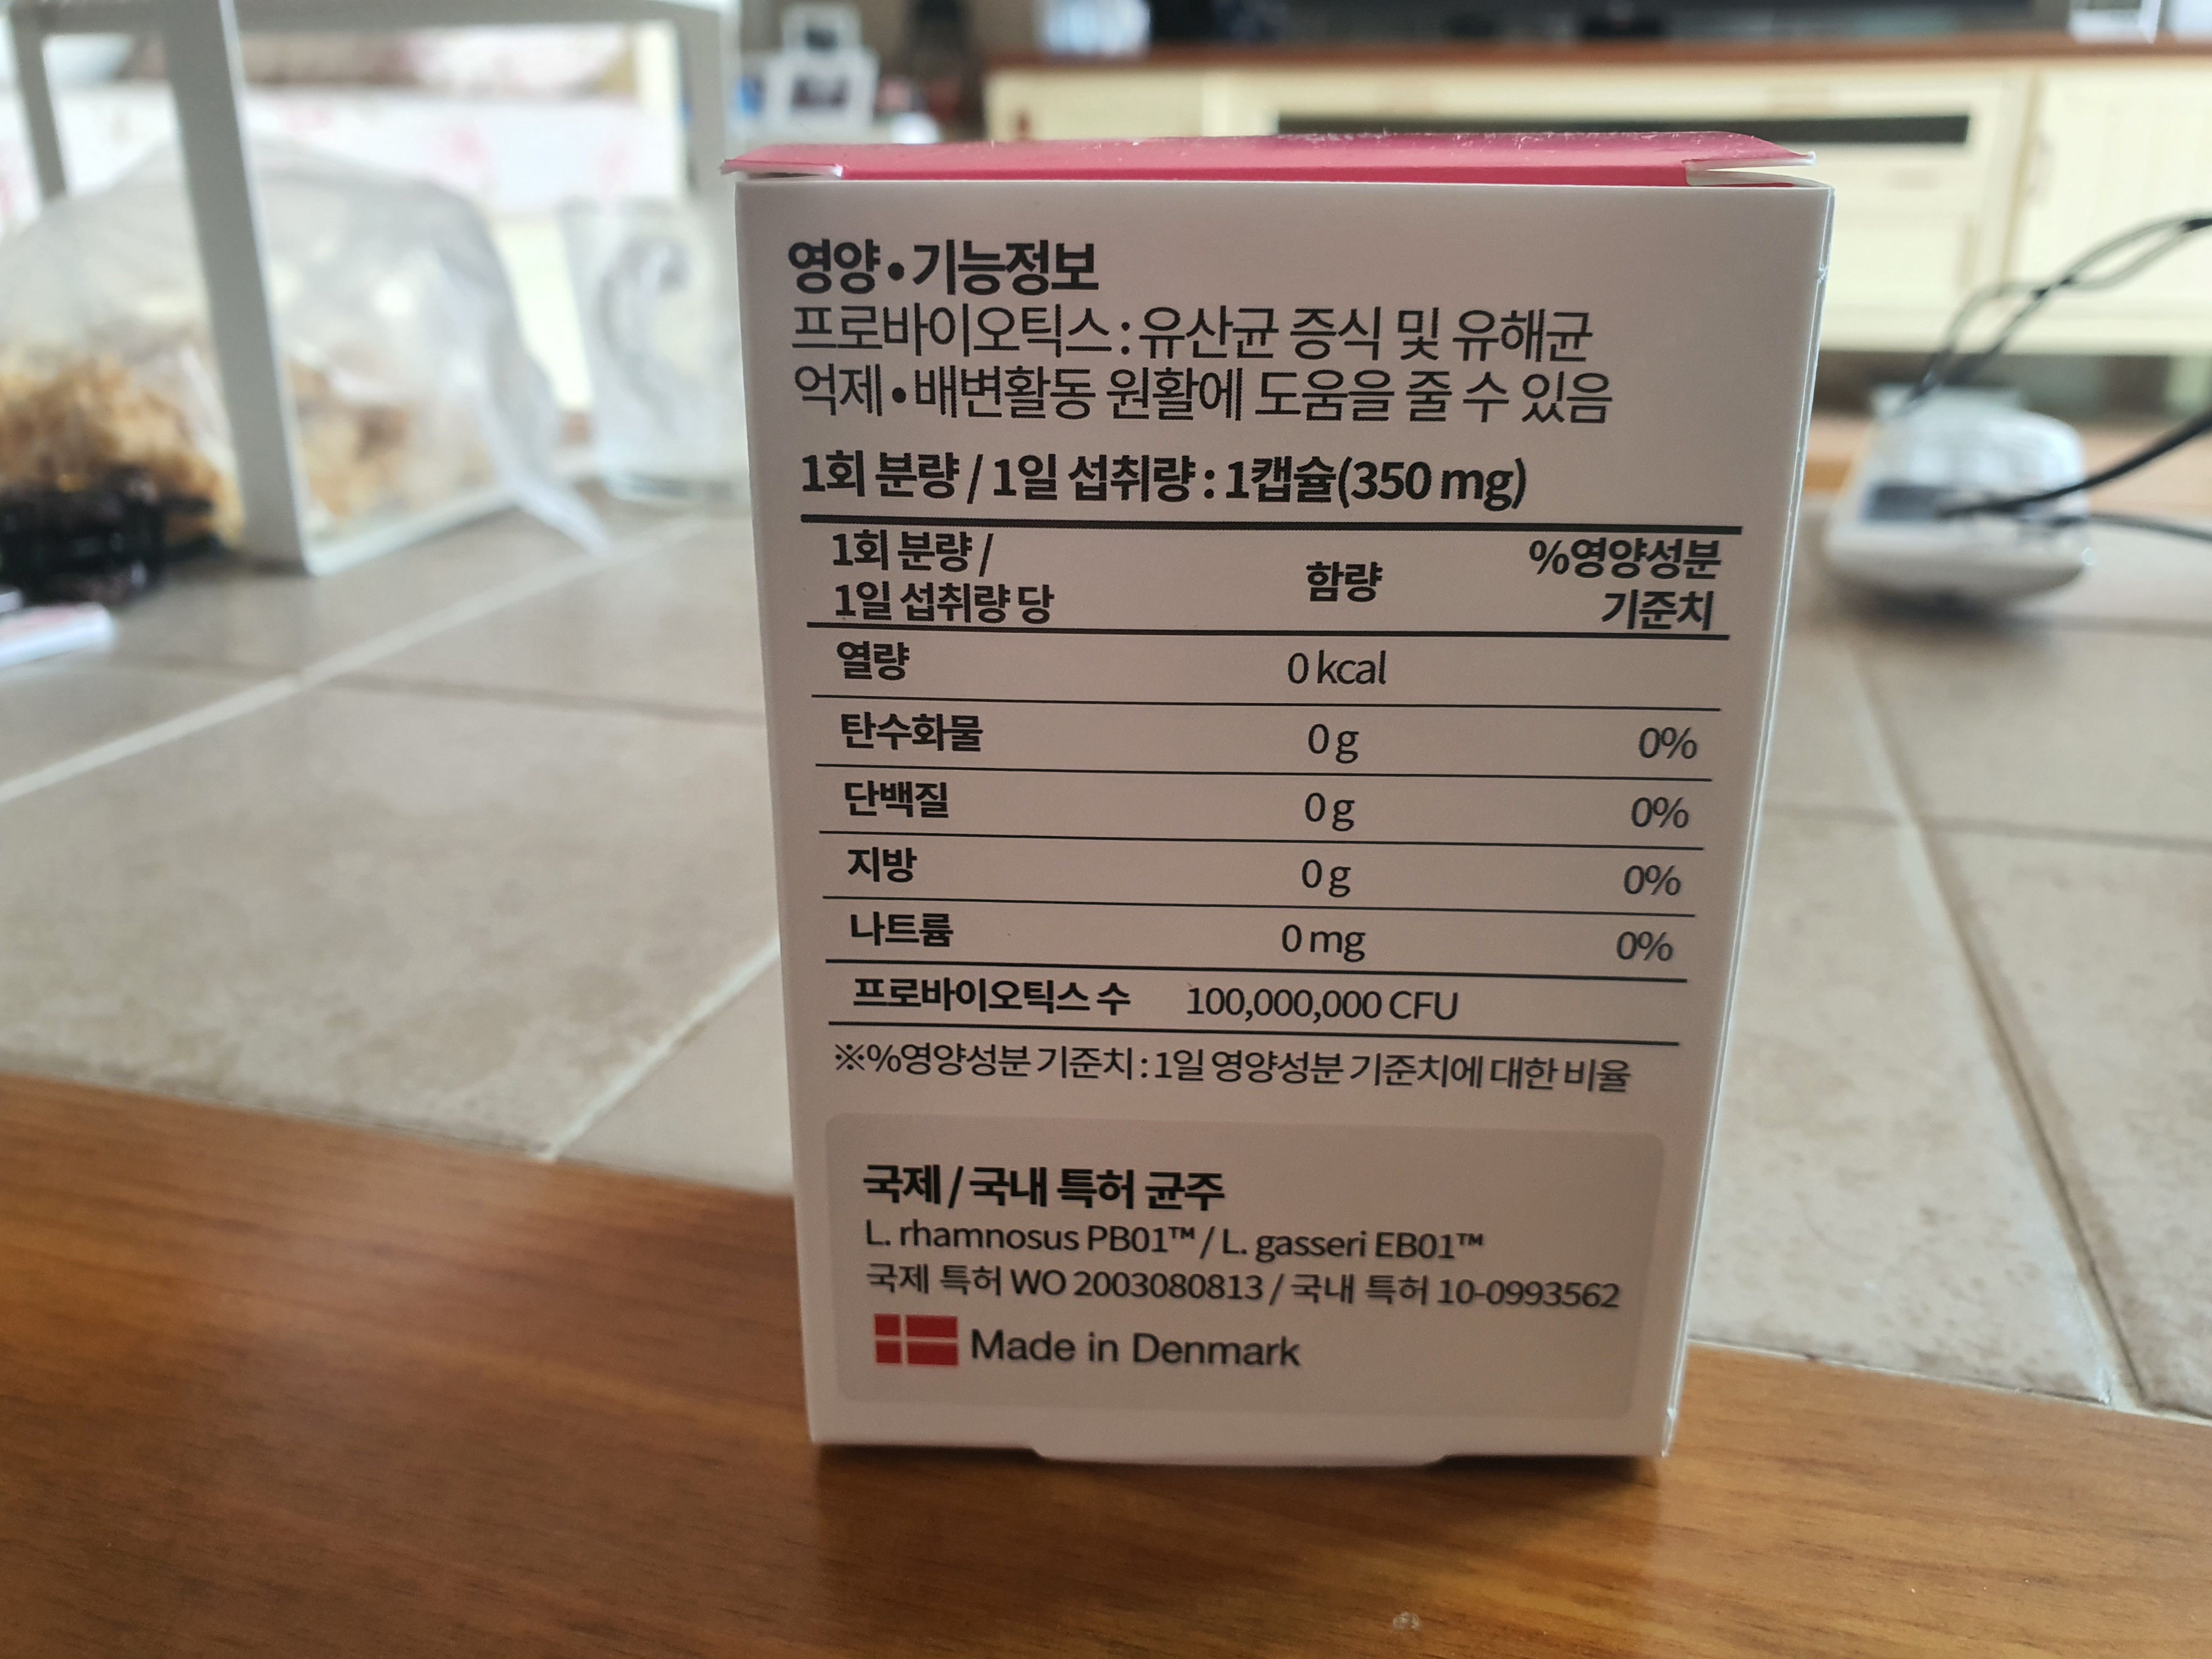 영양•기능정보
프로바이오틱스 : 유산균 증식 및 유해균
억제•배변활동 원활에 도움을 줄 수 있음
1회 분량 / 1일 섭취량 : 1캡슐(350 mg)
1회 분량 /
1일 섭취량 당
함량
%영양성분
기준치
열량 0 kcal
탄수화물 0 g 0%
단백질 0 g 0%
지방 0 g 0%
나트륨 0 mg 0%
프로바이오틱스 수 100,000,000 CFU
※%영양성분 기준치 : 1일 영양성분 기준치에 대한 비율
국제 / 국내 특허 균주
L. rhamnosus PB01™ / L. gasseri EB01™
국제 특허 WO 2003080813 / 국내 특허 10-0993562
Made in Denmark